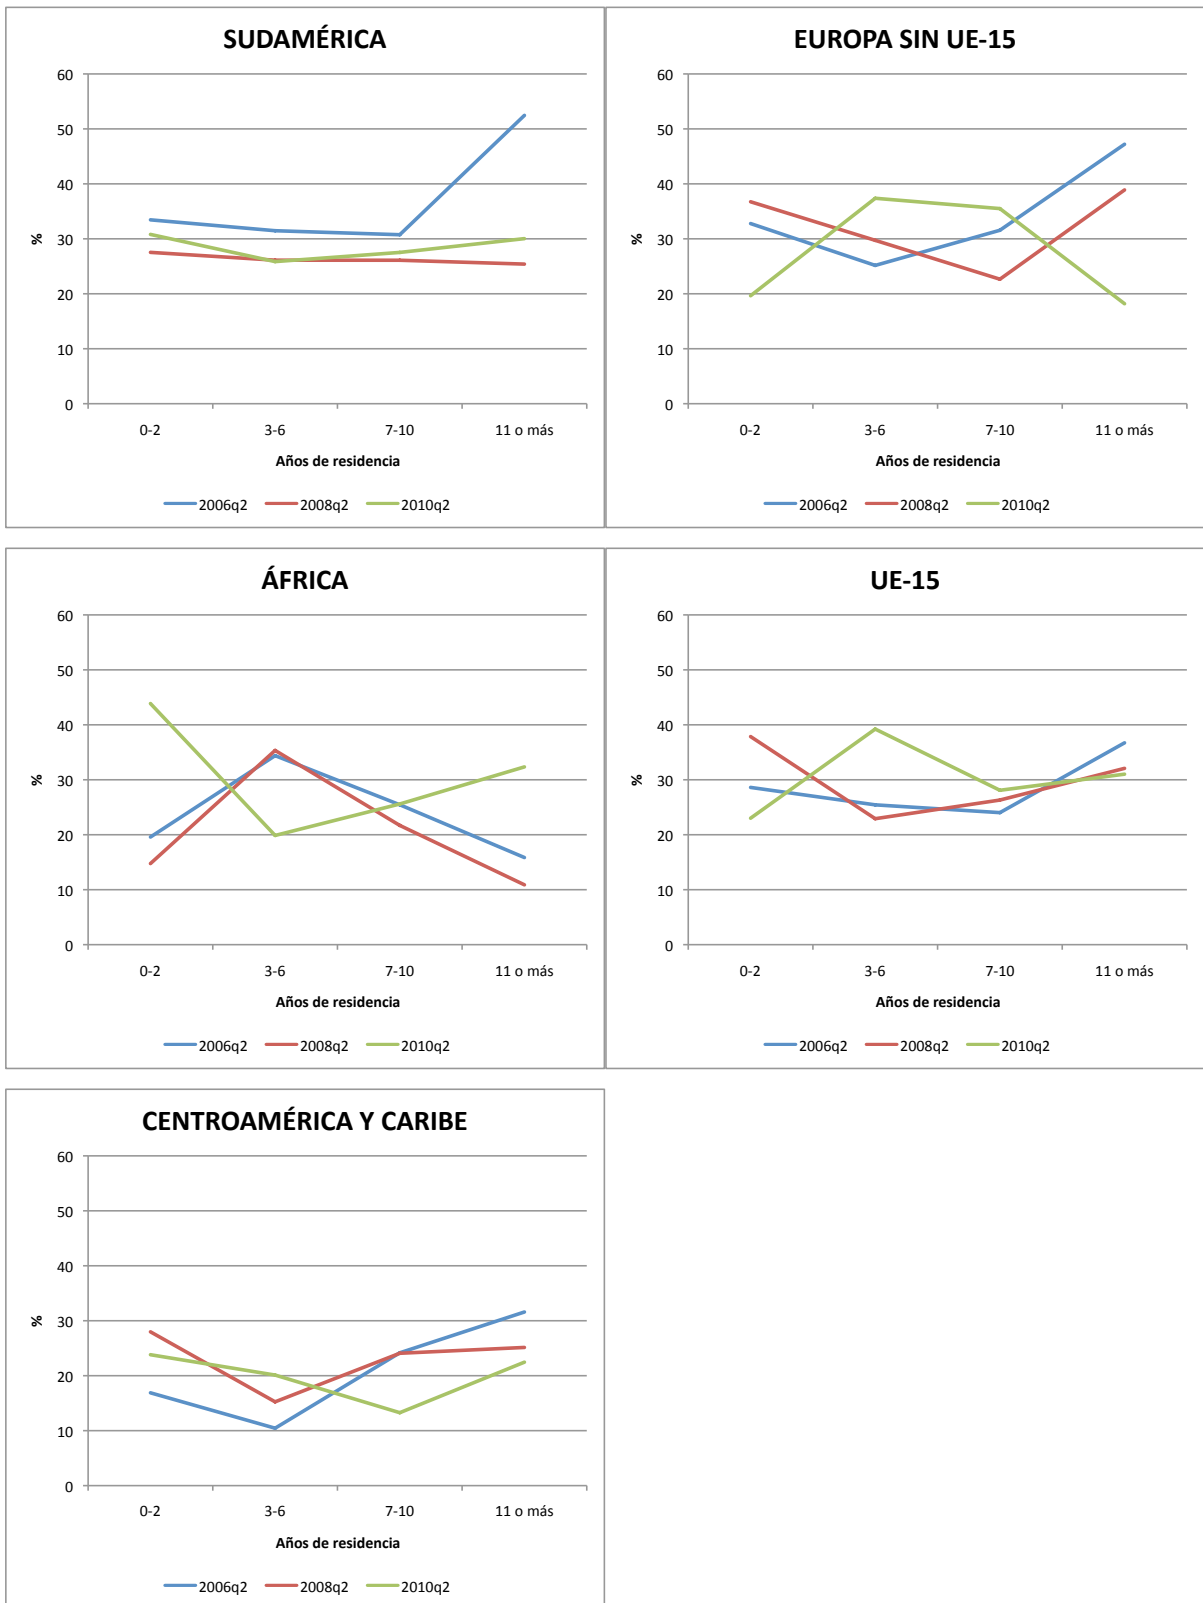 SUDAMÉRICA
60
50
40
30
20
10
0
%
0-2 3-6 7-10 11 o más
Años de residencia
2006q2 2008q2 2010q2
EUROPA SIN UE-15
60
50
40
30
20
10
0
%
0-2 3-6 7-10 11 o más
Años de residencia
2006q2 2008q2 2010q2
ÁFRICA
60
50
40
30
20
10
0
%
0-2 3-6 7-10 11 o más
Años de residencia
2006q2 2008q2 2010q2
UE-15
60
50
40
30
20
10
0
%
0-2 3-6 7-10 11 o más
Años de residencia
2006q2 2008q2 2010q2
CENTROAMÉRICA Y CARIBE
60
50
40
30
20
10
0
%
0-2 3-6 7-10 11 o más
Años de residencia
2006q2 2008q2 2010q2